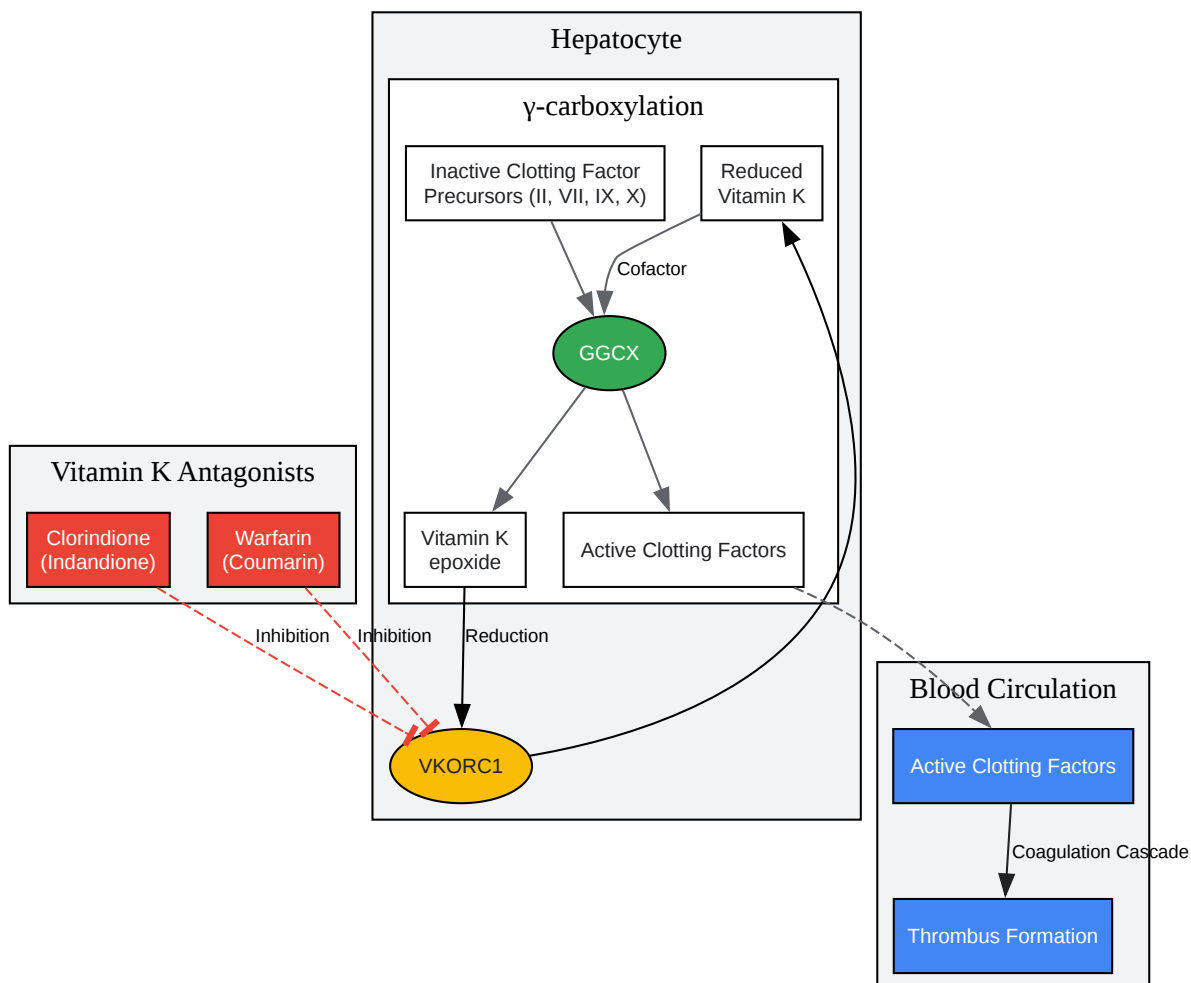 Hepatocyte
γ-carboxylation
Inactive Clotting Factor
Precursors (II, VII, IX, X)
Reduced
Vitamin K
Cofactor
GGCX
Vitamin K Antagonists
Clorindione
(Indandione)
Warfarin
(Coumarin)
Vitamin K
epoxide
Active Clotting Factors
Inhibition
Inhibition
Reduction
VKORC1
Blood Circulation
Active Clotting Factors
Coagulation Cascade
Thrombus Formation